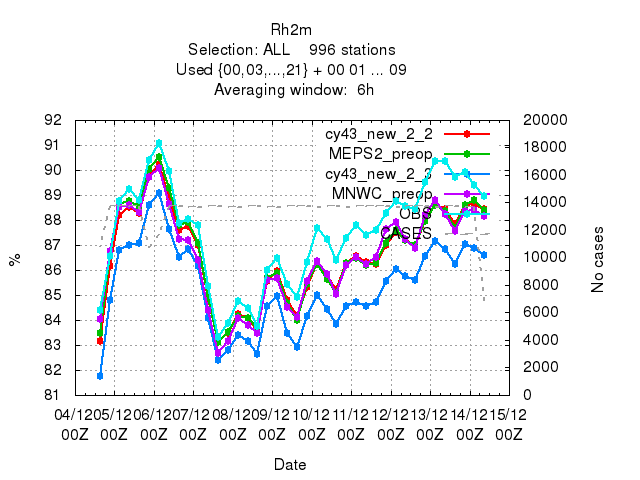 Rh2m
Selection: ALL 996 stations
Used {00,03,...,21} + 00 01 ... 09
Averaging window: 6h
92 20000
91 18000
90 16000
89 14000
88 12000
87 10000
86 8000
85 6000
84 4000
83 2000
82 0
81
cy43_new_2_2
MEPS2_preop
cy43_new_2_3
MNWC_preop
OBS
CASES
%
No cases
04/12 05/12 06/12 07/12 08/12 09/12 10/12 11/12 12/12 13/12 14/12 15/12
00Z 00Z 00Z 00Z 00Z 00Z 00Z 00Z 00Z 00Z 00Z 00Z
Date